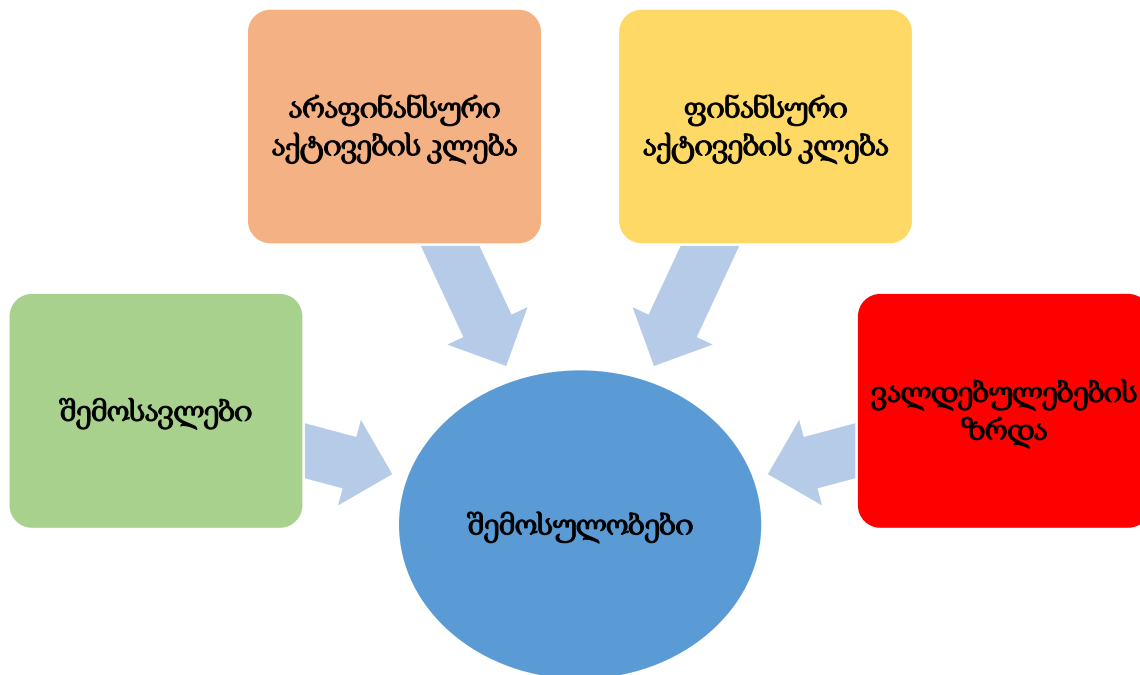 არაფინანსური
აქტივების კლება
ფინანსური
აქტივების კლება
შემოსავლები
ვალდებულებების
ზრდა
შემოსულობები